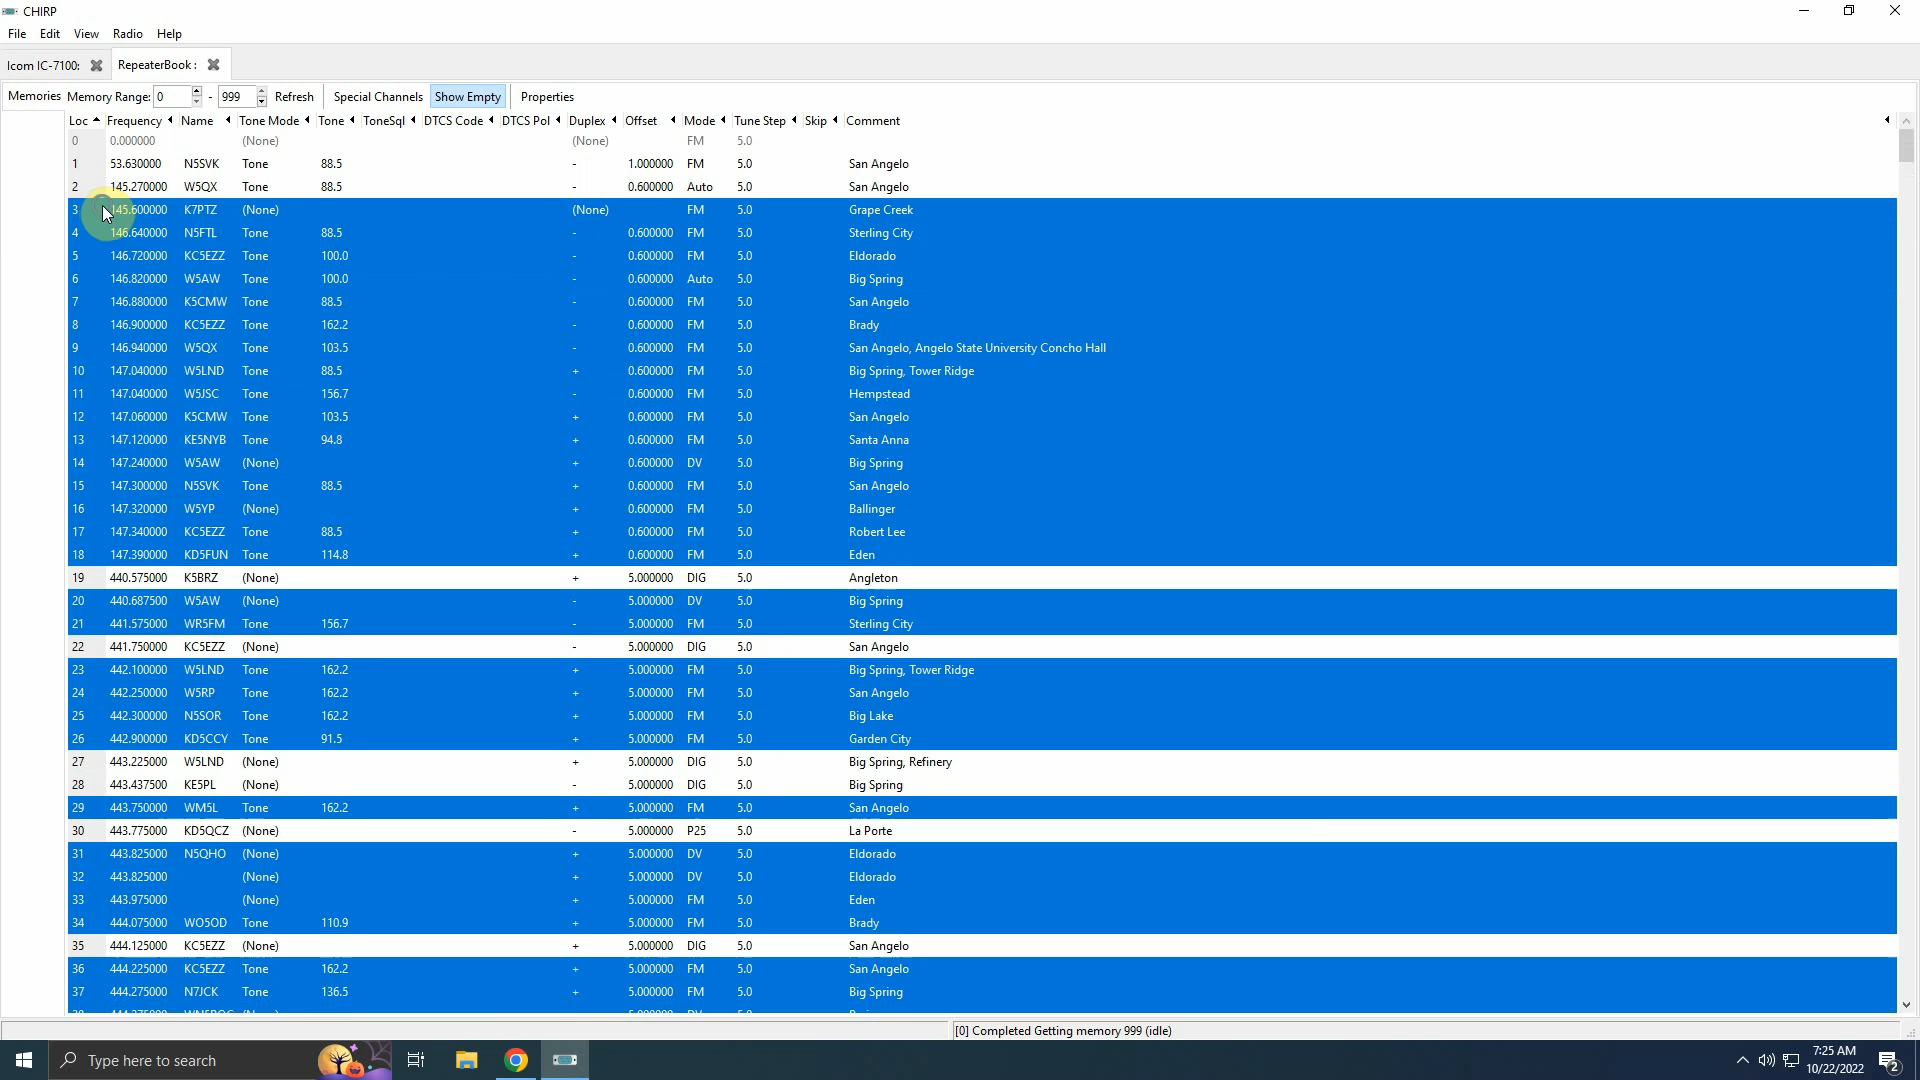 CHIRP
File Edit View Radio Help
Icom IC-7100: RepeaterBook :
Memories Memory Range: 0 - 999 Refresh Special Channels Show Empty Properties
Loc Frequency Name Tone Mode Tone ToneSql DTCS Code DTCS Pol Duplex Offset Mode Tune Step Skip Comment
0 0.000000 (None) (None) FM 5.0
1 53.630000 N5SVK Tone 88.5 - 1.000000 FM 5.0 San Angelo
2 145.270000 W5QX Tone 88.5 - 0.600000 Auto 5.0 San Angelo
3 145.600000 K7PTZ (None) (None) FM 5.0 Grape Creek
4 146.640000 N5FTL Tone 88.5 - 0.600000 FM 5.0 Sterling City
5 146.720000 KC5EZZ Tone 100.0 - 0.600000 FM 5.0 Eldorado
6 146.820000 W5AW Tone 100.0 - 0.600000 Auto 5.0 Big Spring
7 146.880000 K5CMW Tone 88.5 - 0.600000 FM 5.0 San Angelo
8 146.900000 KC5EZZ Tone 162.2 - 0.600000 FM 5.0 Brady
9 146.940000 W5QX Tone 103.5 - 0.600000 FM 5.0 San Angelo, Angelo State University Concho Hall
10 147.040000 W5LND Tone 88.5 + 0.600000 FM 5.0 Big Spring, Tower Ridge
11 147.040000 W5JSC Tone 156.7 - 0.600000 FM 5.0 Hempstead
12 147.060000 K5CMW Tone 103.5 + 0.600000 FM 5.0 San Angelo
13 147.120000 KE5NYB Tone 94.8 + 0.600000 FM 5.0 Santa Anna
14 147.240000 W5AW (None) + 0.600000 DV 5.0 Big Spring
15 147.300000 N5SVK Tone 88.5 + 0.600000 FM 5.0 San Angelo
16 147.320000 W5YP (None) + 0.600000 FM 5.0 Ballinger
17 147.340000 KC5EZZ Tone 88.5 + 0.600000 FM 5.0 Robert Lee
18 147.390000 KD5FUN Tone 114.8 + 0.600000 FM 5.0 Eden
19 440.575000 K5BRZ (None) + 5.000000 DIG 5.0 Angleton
20 440.687500 W5AW (None) - 5.000000 DV 5.0 Big Spring
21 441.575000 WR5FM Tone 156.7 - 5.000000 FM 5.0 Sterling City
22 441.750000 KC5EZZ (None) - 5.000000 DIG 5.0 San Angelo
23 442.100000 W5LND Tone 162.2 + 5.000000 FM 5.0 Big Spring, Tower Ridge
24 442.250000 W5RP Tone 162.2 + 5.000000 FM 5.0 San Angelo
25 442.300000 N5SOR Tone 162.2 + 5.000000 FM 5.0 Big Lake
26 442.900000 KD5CCY Tone 91.5 + 5.000000 FM 5.0 Garden City
27 443.225000 W5LND (None) + 5.000000 DIG 5.0 Big Spring, Refinery
28 443.437500 KE5PL (None) - 5.000000 DIG 5.0 Big Spring
29 443.750000 WM5L Tone 162.2 + 5.000000 FM 5.0 San Angelo
30 443.775000 KD5QCZ (None) - 5.000000 P25 5.0 La Porte
31 443.825000 N5QHO (None) + 5.000000 DV 5.0 Eldorado
32 443.825000 (None) + 5.000000 DV 5.0 Eldorado
33 443.975000 (None) + 5.000000 FM 5.0 Eden
34 444.075000 WO5OD Tone 110.9 + 5.000000 FM 5.0 Brady
35 444.125000 KC5EZZ (None) + 5.000000 DIG 5.0 San Angelo
36 444.225000 KC5EZZ Tone 162.2 + 5.000000 FM 5.0 San Angelo
37 444.275000 N7JCK Tone 136.5 + 5.000000 FM 5.0 Big Spring
[0] Completed Getting memory 999 (idle)
Type here to search
7:25 AM
10/22/2022
2